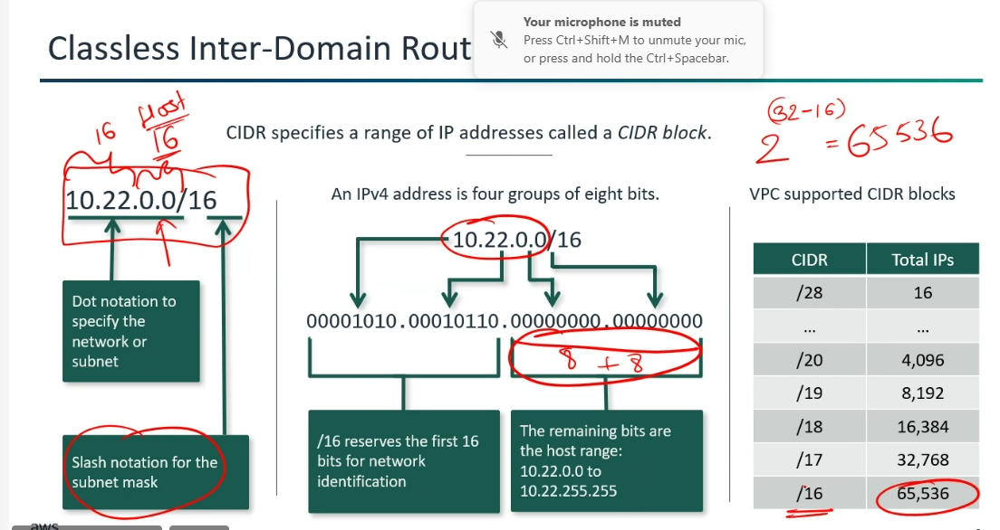 Classless Inter-Domain Rout
Your microphone is muted
Press Ctrl+Shift+M to unmute your mic,
or press and hold the Ctrl+Spacebar.
CIDR specifies a range of IP addresses called a CIDR block.
16
Host
16
10.22.0.0/16
Dot notation to
specify the
network or
subnet
Slash notation for the
subnet mask
An IPv4 address is four groups of eight bits.
10.22.0.0/16
00001010.00010110.00000000.00000000
8 + 8
/16 reserves the first 16
bits for network
identification
The remaining bits are
the host range:
10.22.0.0 to
10.22.255.255
(32-16)
2 = 65536
VPC supported CIDR blocks
CIDR Total IPs
/28 16
... ...
/20 4,096
/19 8,192
/18 16,384
/17 32,768
/16 65,536
aws